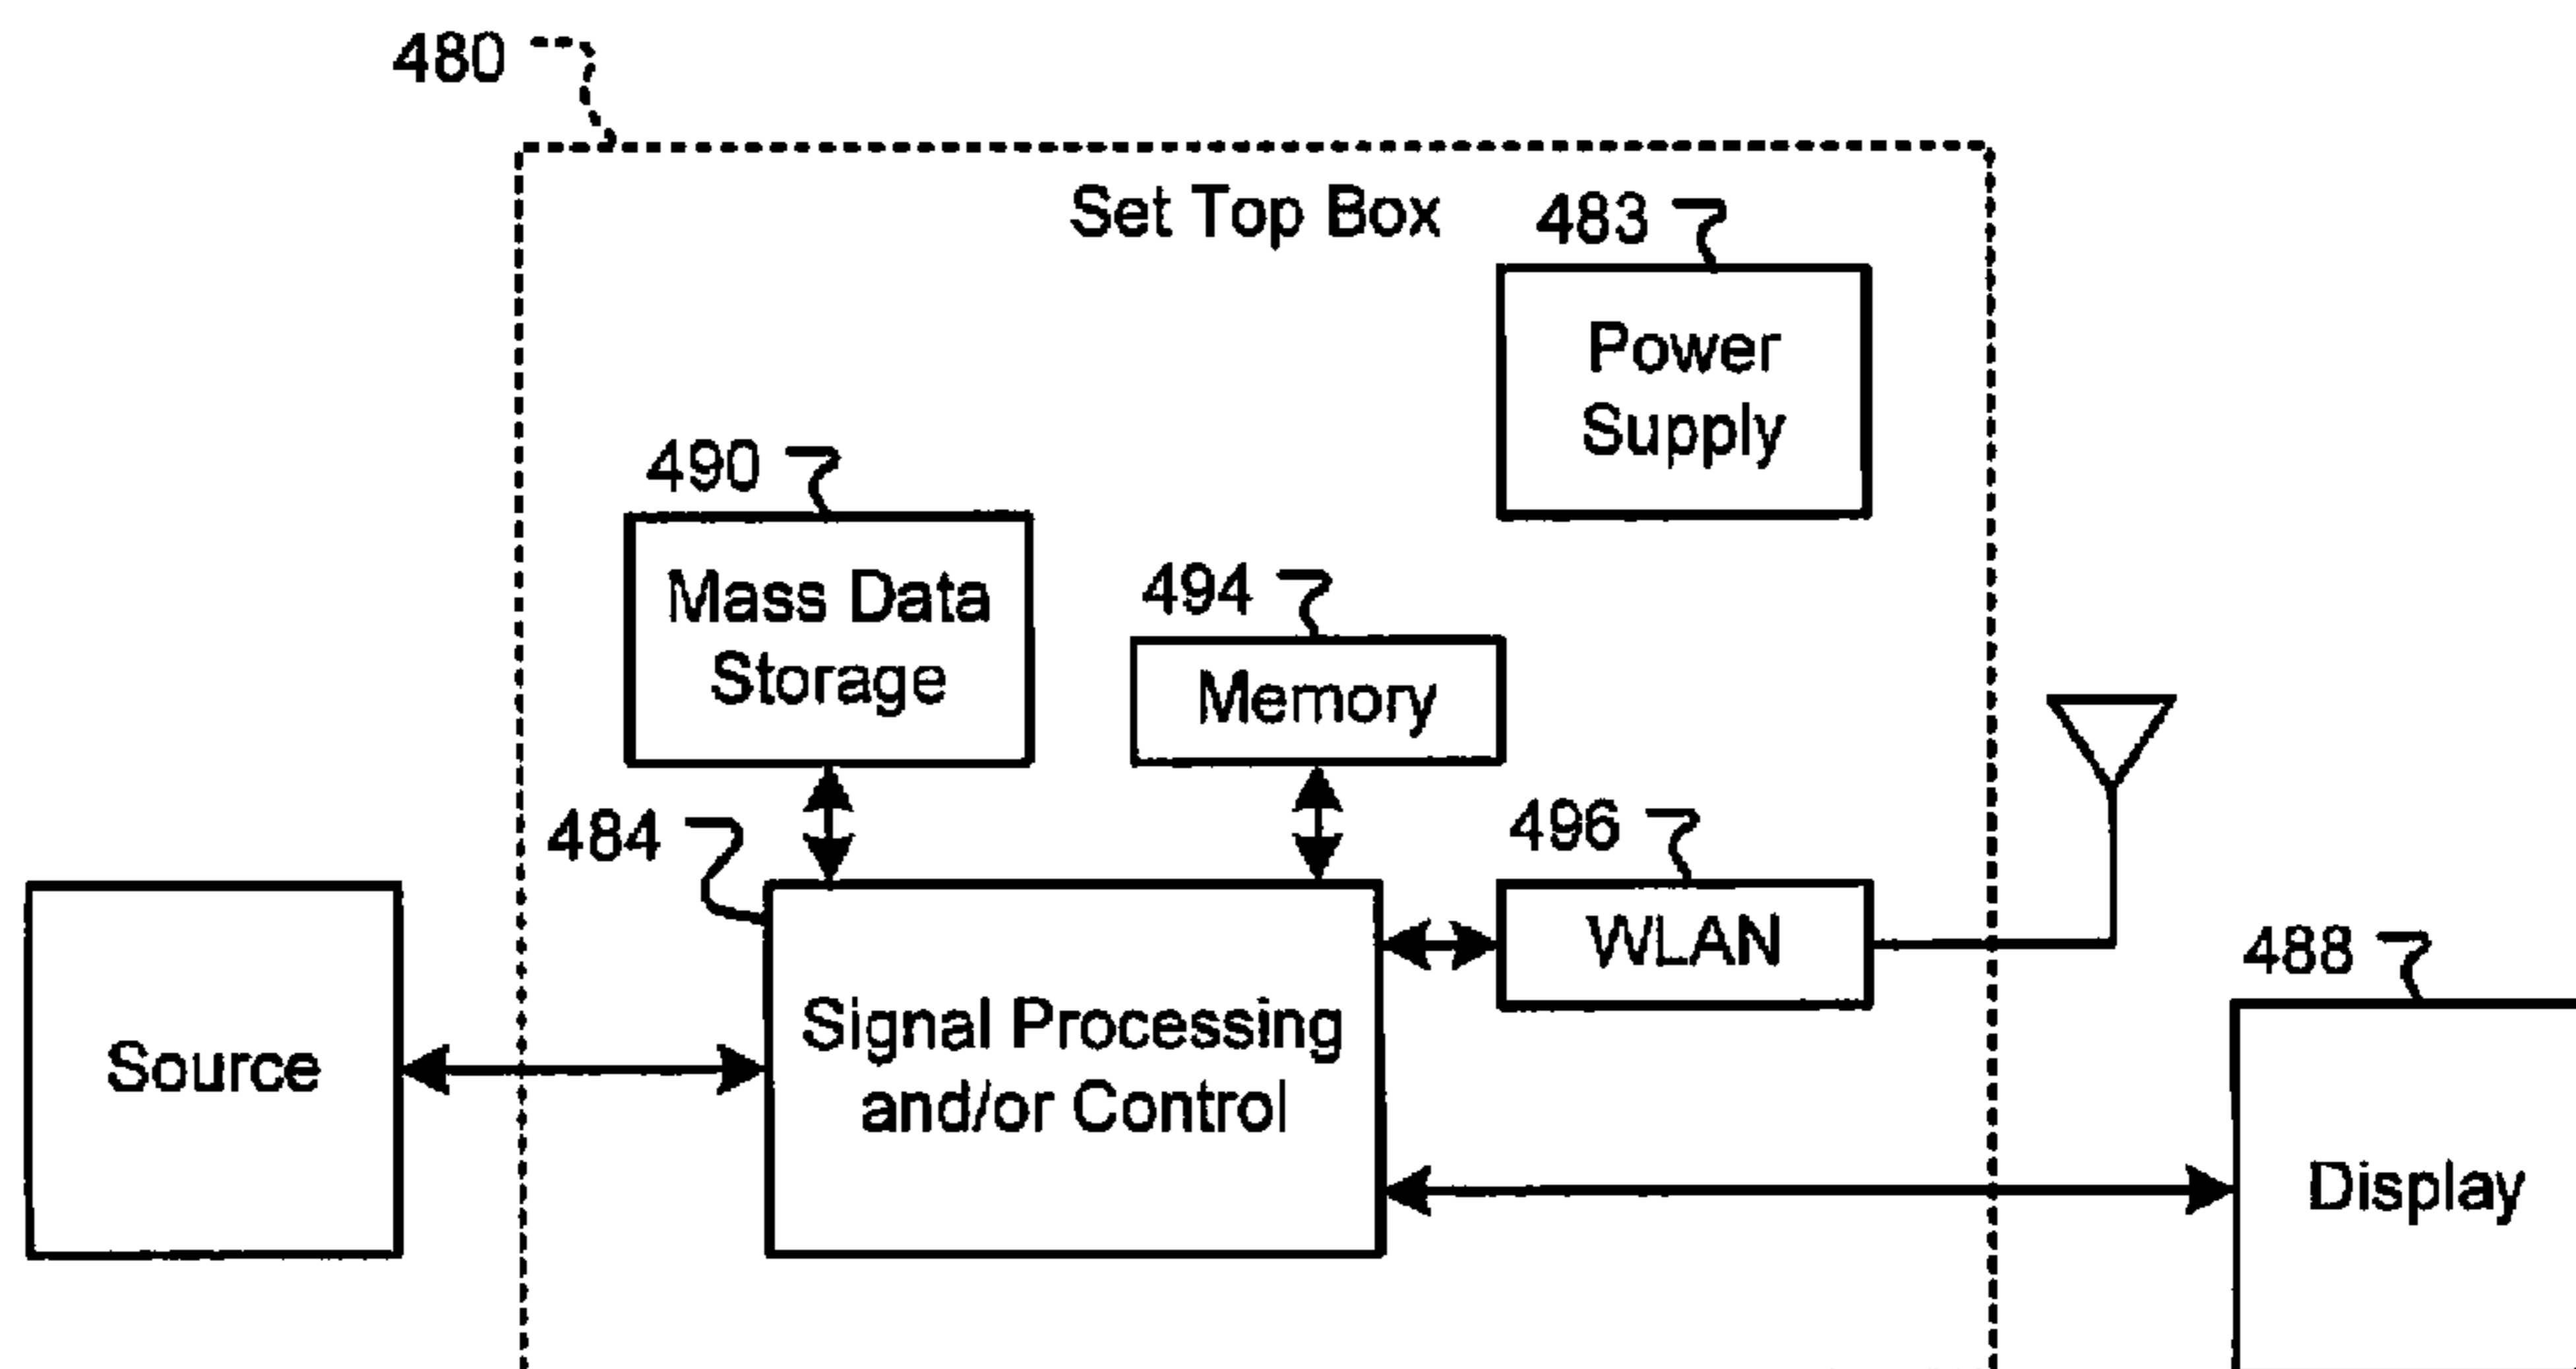 480
Set Top Box
483
Power
Supply
490
Mass Data
Storage
494
Memory
484
496
WLAN
Source
Signal Processing
and/or Control
488
Display